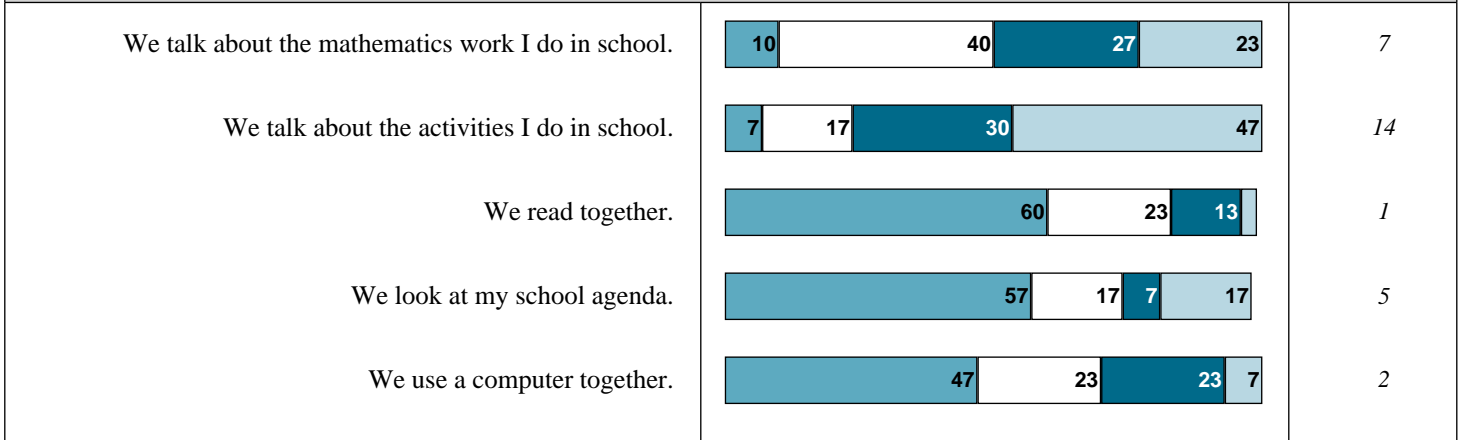 We talk about the mathematics work I do in school. 10 40 27 23 7
We talk about the activities I do in school. 7 17 30 47 14
We read together. 60 23 13 1
We look at my school agenda. 57 17 7 17 5
We use a computer together. 47 23 23 7 2